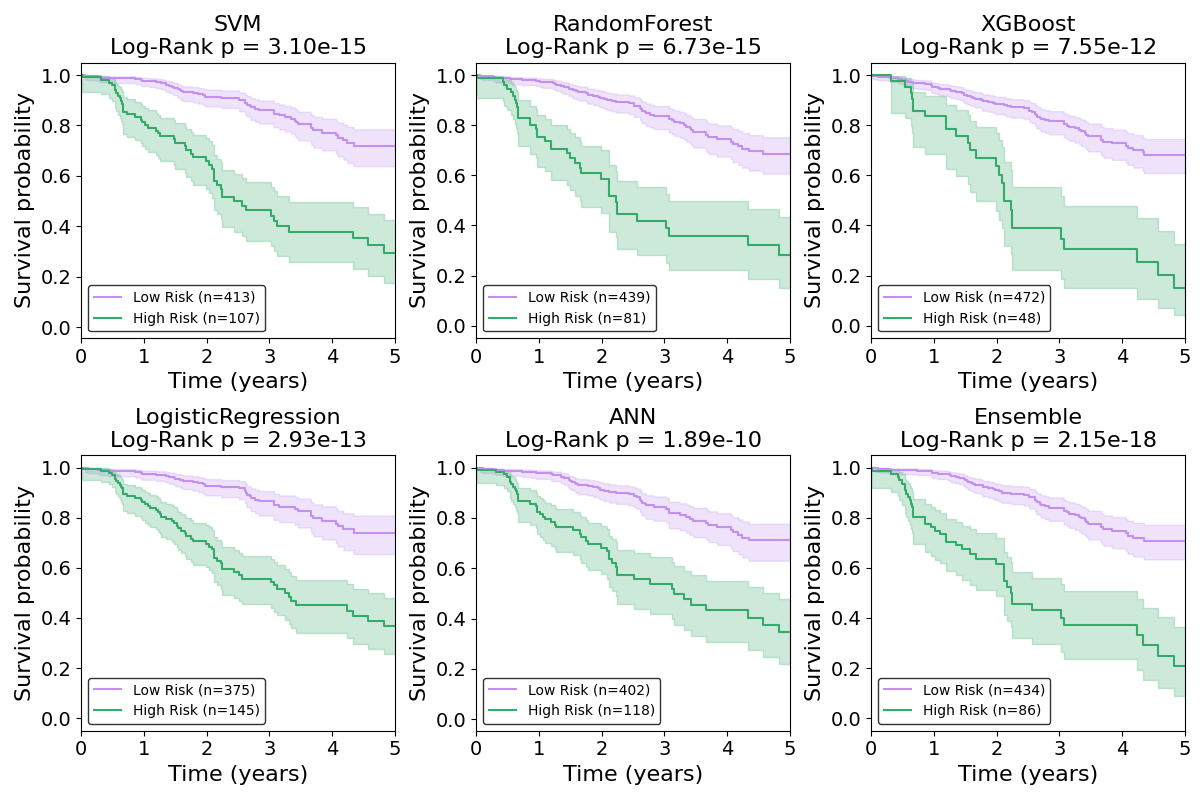 SVM
Log-Rank p = 3.10e-15
Survival probability
1.0
0.8
0.6
0.4
0.2
0.0
Low Risk (n=413)
High Risk (n=107)
0 1 2 3 4 5
Time (years)
RandomForest
Log-Rank p = 6.73e-15
Survival probability
1.0
0.8
0.6
0.4
0.2
0.0
Low Risk (n=439)
High Risk (n=81)
0 1 2 3 4 5
Time (years)
XGBoost
Log-Rank p = 7.55e-12
Survival probability
1.0
0.8
0.6
0.4
0.2
0.0
Low Risk (n=472)
High Risk (n=48)
0 1 2 3 4 5
Time (years)
LogisticRegression
Log-Rank p = 2.93e-13
Survival probability
1.0
0.8
0.6
0.4
0.2
0.0
Low Risk (n=375)
High Risk (n=145)
0 1 2 3 4 5
Time (years)
ANN
Log-Rank p = 1.89e-10
Survival probability
1.0
0.8
0.6
0.4
0.2
0.0
Low Risk (n=402)
High Risk (n=118)
0 1 2 3 4 5
Time (years)
Ensemble
Log-Rank p = 2.15e-18
Survival probability
1.0
0.8
0.6
0.4
0.2
0.0
Low Risk (n=434)
High Risk (n=86)
0 1 2 3 4 5
Time (years)